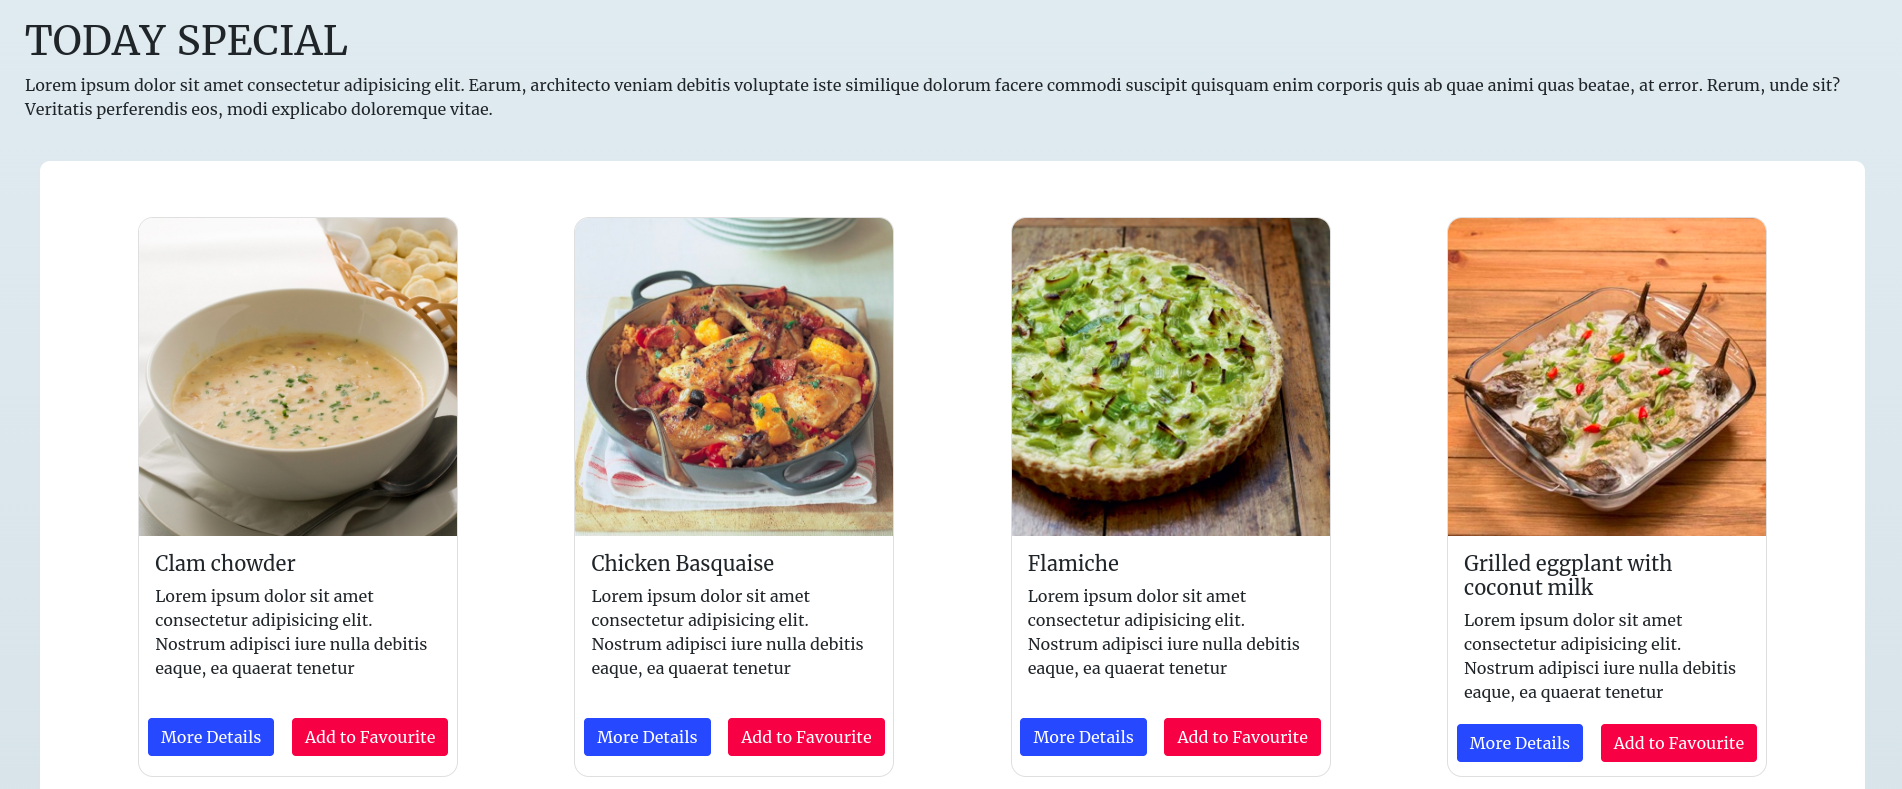 TODAY SPECIAL
Lorem ipsum dolor sit amet consectetur adipisicing elit. Earum, architecto veniam debitis voluptate iste similique dolorum facere commodi suscipit quisquam enim corporis quis ab quae animi quas beatae, at error. Rerum, unde sit?
Veritatis perferendis eos, modi explicabo doloremque vitae.
Clam chowder
Lorem ipsum dolor sit amet
consectetur adipisicing elit.
Nostrum adipisci iure nulla debitis
eaque, ea quaerat tenetur
More Details
Add to Favourite
Chicken Basquaise
Lorem ipsum dolor sit amet
consectetur adipisicing elit.
Nostrum adipisci iure nulla debitis
eaque, ea quaerat tenetur
More Details
Add to Favourite
Flamiche
Lorem ipsum dolor sit amet
consectetur adipisicing elit.
Nostrum adipisci iure nulla debitis
eaque, ea quaerat tenetur
More Details
Add to Favourite
Grilled eggplant with
coconut milk
Lorem ipsum dolor sit amet
consectetur adipisicing elit.
Nostrum adipisci iure nulla debitis
eaque, ea quaerat tenetur
More Details
Add to Favourite